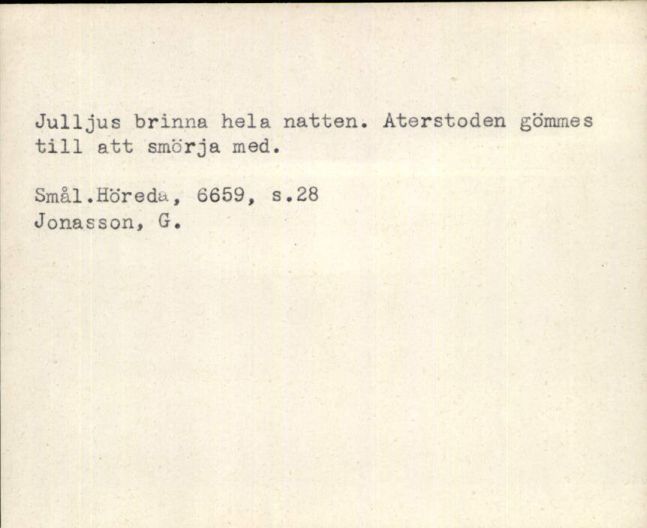 Julljus brinna hela natten. Aterstoden gömmes
till att smörja med.
Smål.Höreda, 6659, s.28
Jonasson, G.